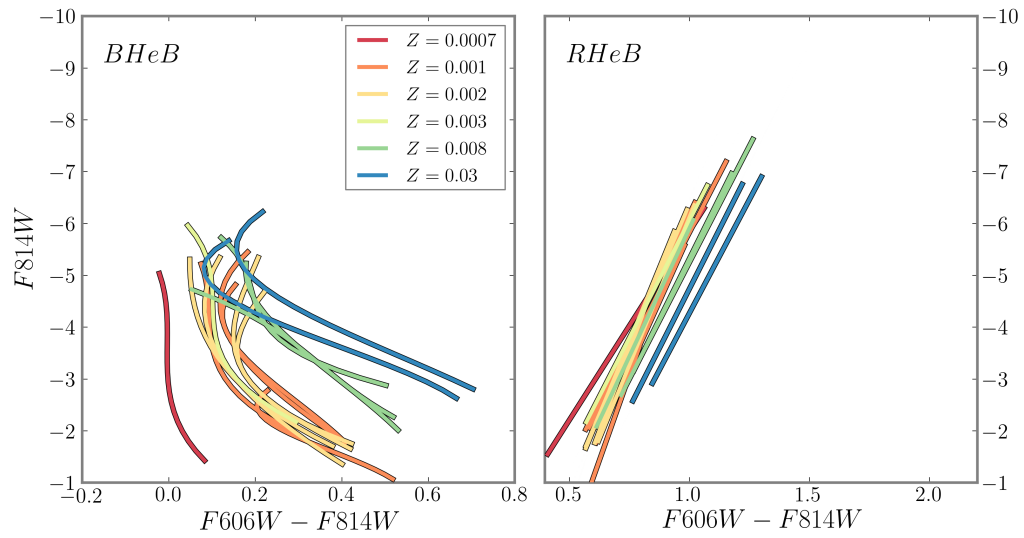 BHeB
RHeB
Z = 0.0007
Z = 0.001
Z = 0.002
Z = 0.003
Z = 0.008
Z = 0.03
F814W
−10
−9
−8
−7
−6
−5
−4
−3
−2
−1
−10
−9
−8
−7
−6
−5
−4
−3
−2
−1
−0.2 0.0 0.2 0.4 0.6 0.8
0.5 1.0 1.5 2.0
F606W − F814W
F606W − F814W